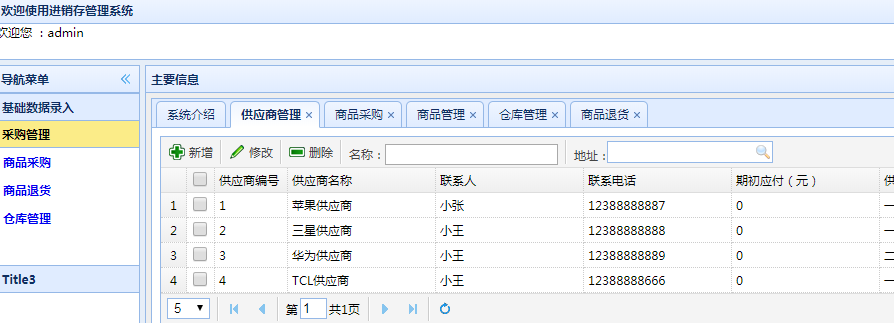 欢迎使用进销存管理系统
欢迎您 ：admin
导航菜单
基础数据录入
采购管理
商品采购
商品退货
仓库管理
Title3
主要信息
系统介绍 供应商管理 商品采购 商品管理 仓库管理 商品退货
新增 修改 删除 名称： 地址：
供应商编号 供应商名称 联系人 联系电话 期初应付（元） 供
1 1 苹果供应商 小张 12388888887 0 一
2 2 三星供应商 小王 12388888888 0 一
3 3 华为供应商 小王 12388888889 0 二
4 4 TCL供应商 小王 12388888666 0 一
5 第 1 共1页